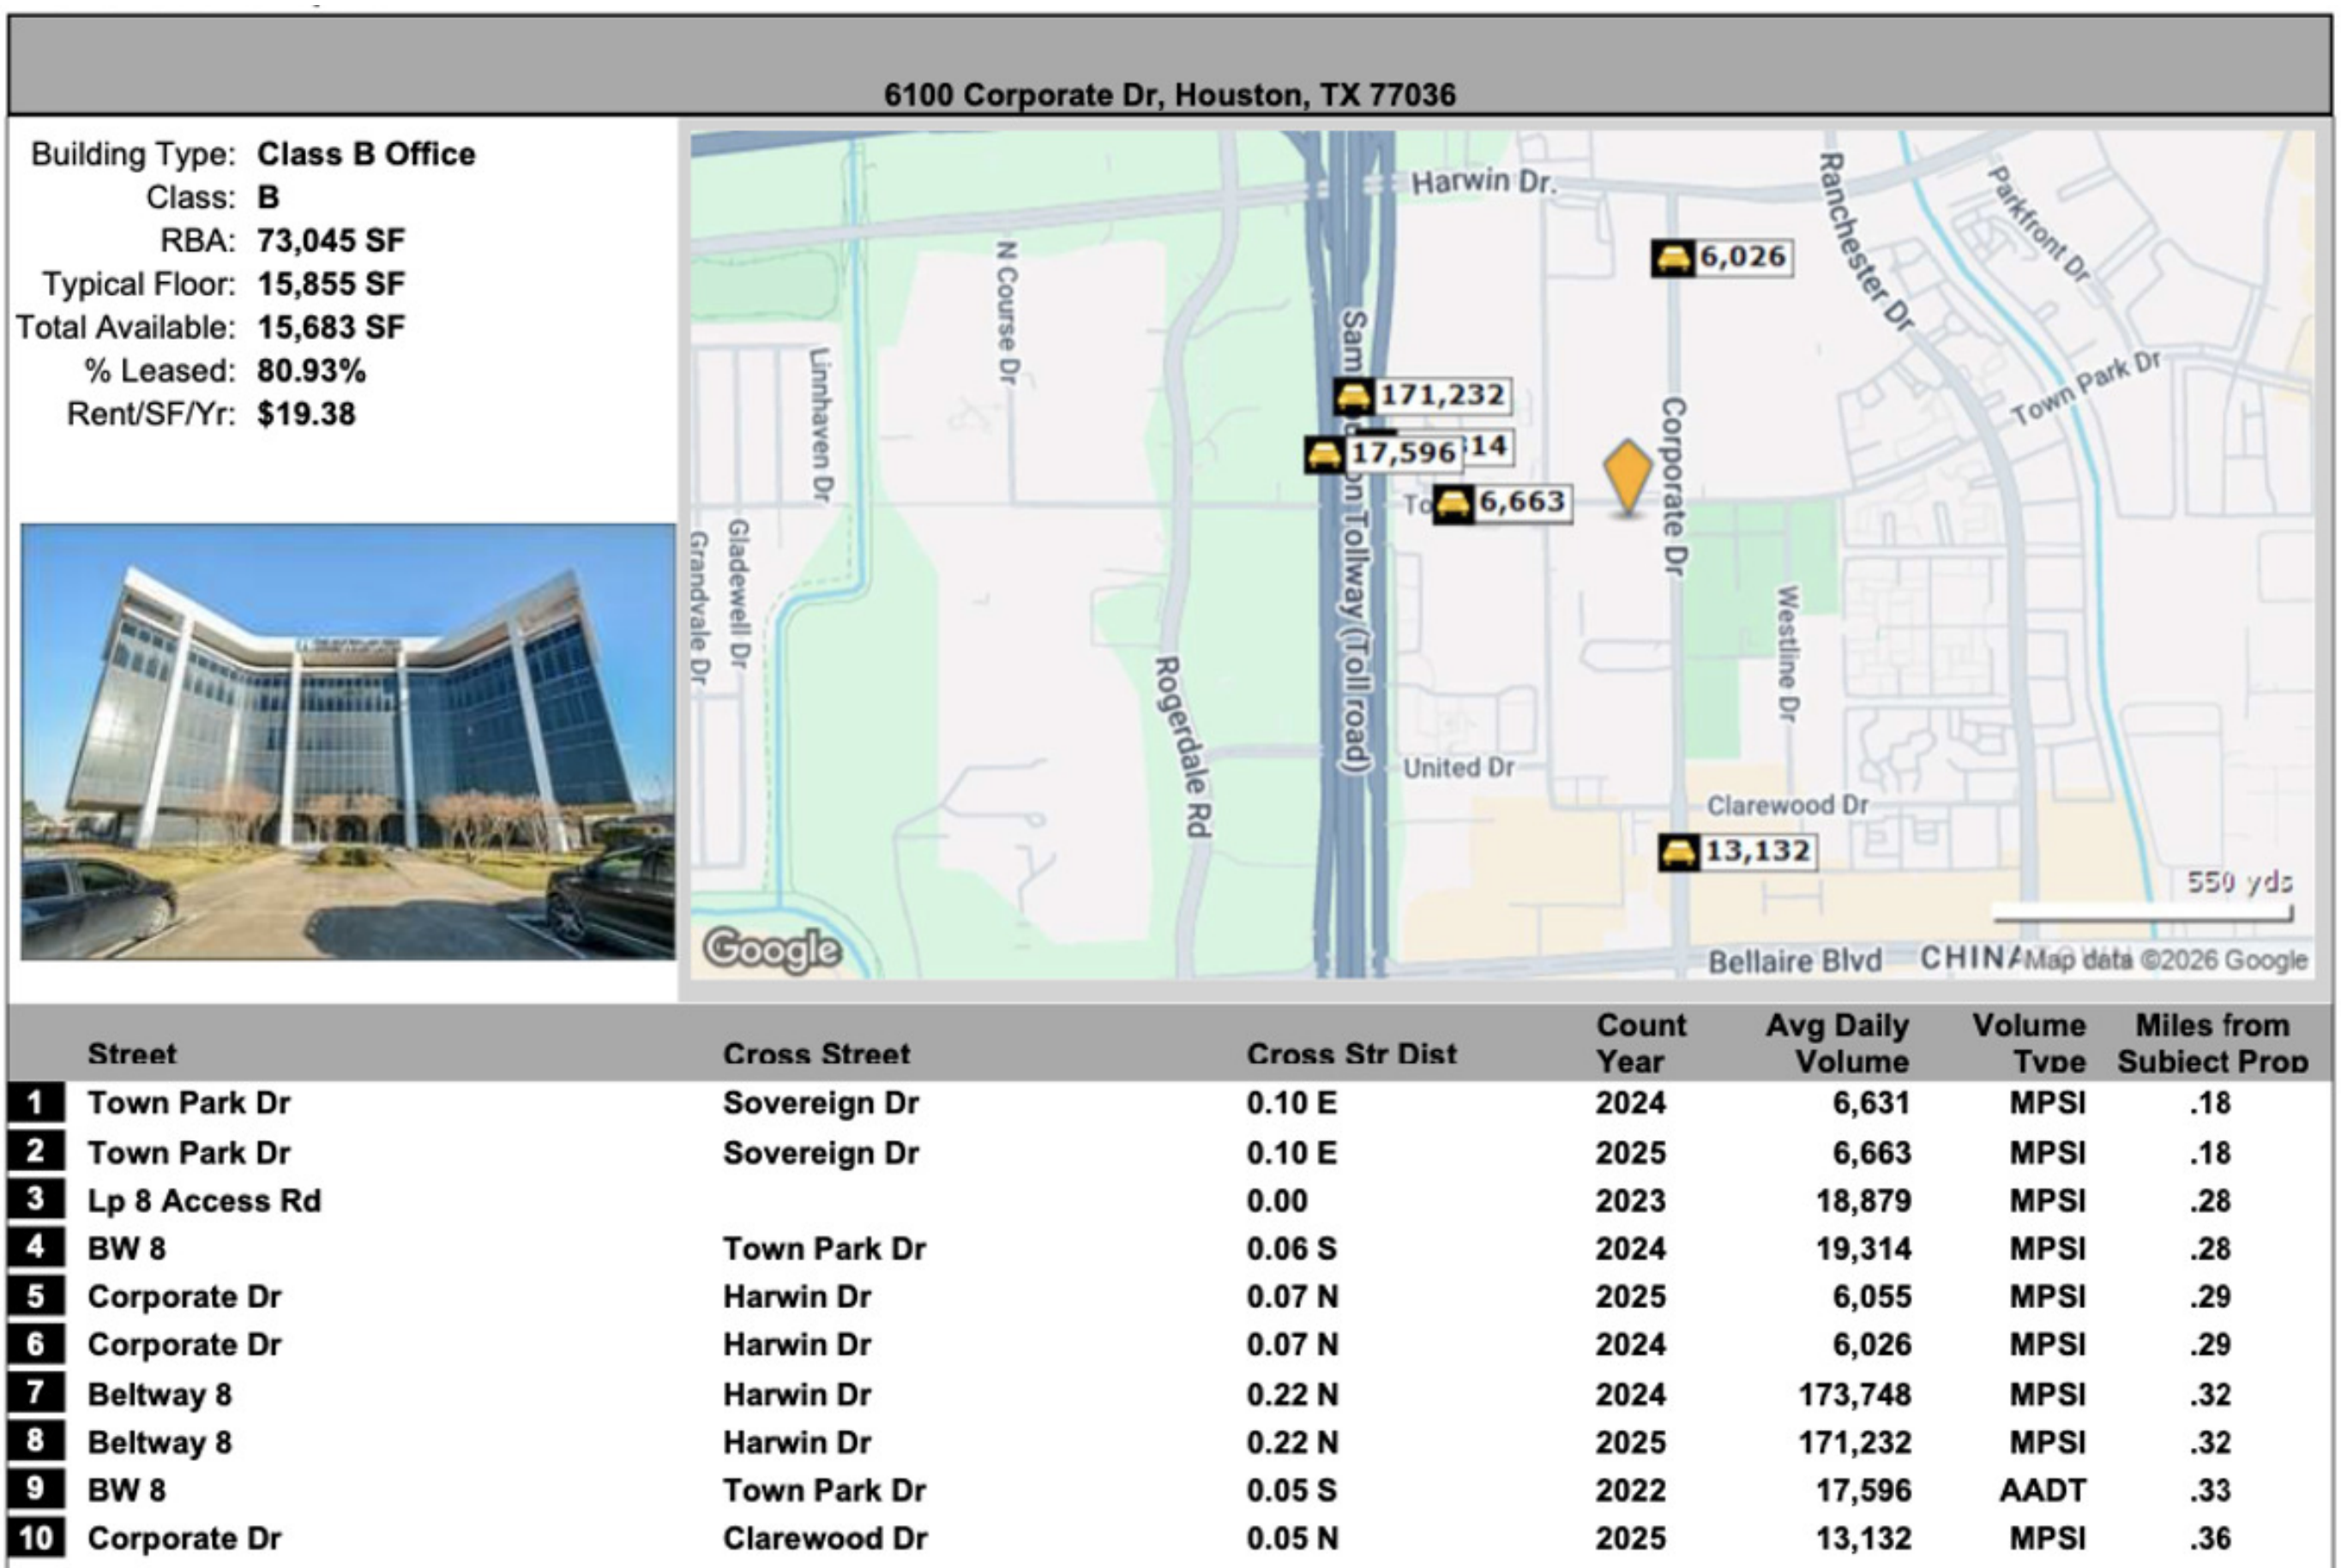 6100 Corporate Dr, Houston, TX 77036
Building Type: Class B Office
Class: B
RBA: 73,045 SF
Typical Floor: 15,855 SF
Total Available: 15,683 SF
% Leased: 80.93%
Rent/SF/Yr: $19.38
Harwin Dr.
Ranchester Dr
Parkfront Dr
N Course Dr
6,026
Linnhaven Dr
Sam
171,232
Town Park Dr
Corporate Dr
17,596
314
on Tollway (Toll road)
To
6,663
Gladewell Dr
Grandvale Dr
Westline Dr
Rogerdale Rd
United Dr
Clarewood Dr
13,132
550 yds
Google
Bellaire Blvd
CHINATOWN
Map data ©2026 Google
Street Cross Street Cross Str Dist Count Year Avg Daily Volume Volume Type Miles from Subject Prop
1 Town Park Dr Sovereign Dr 0.10 E 2024 6,631 MPSI .18
2 Town Park Dr Sovereign Dr 0.10 E 2025 6,663 MPSI .18
3 Lp 8 Access Rd 0.00 2023 18,879 MPSI .28
4 BW 8 Town Park Dr 0.06 S 2024 19,314 MPSI .28
5 Corporate Dr Harwin Dr 0.07 N 2025 6,055 MPSI .29
6 Corporate Dr Harwin Dr 0.07 N 2024 6,026 MPSI .29
7 Beltway 8 Harwin Dr 0.22 N 2024 173,748 MPSI .32
8 Beltway 8 Harwin Dr 0.22 N 2025 171,232 MPSI .32
9 BW 8 Town Park Dr 0.05 S 2022 17,596 AADT .33
10 Corporate Dr Clarewood Dr 0.05 N 2025 13,132 MPSI .36